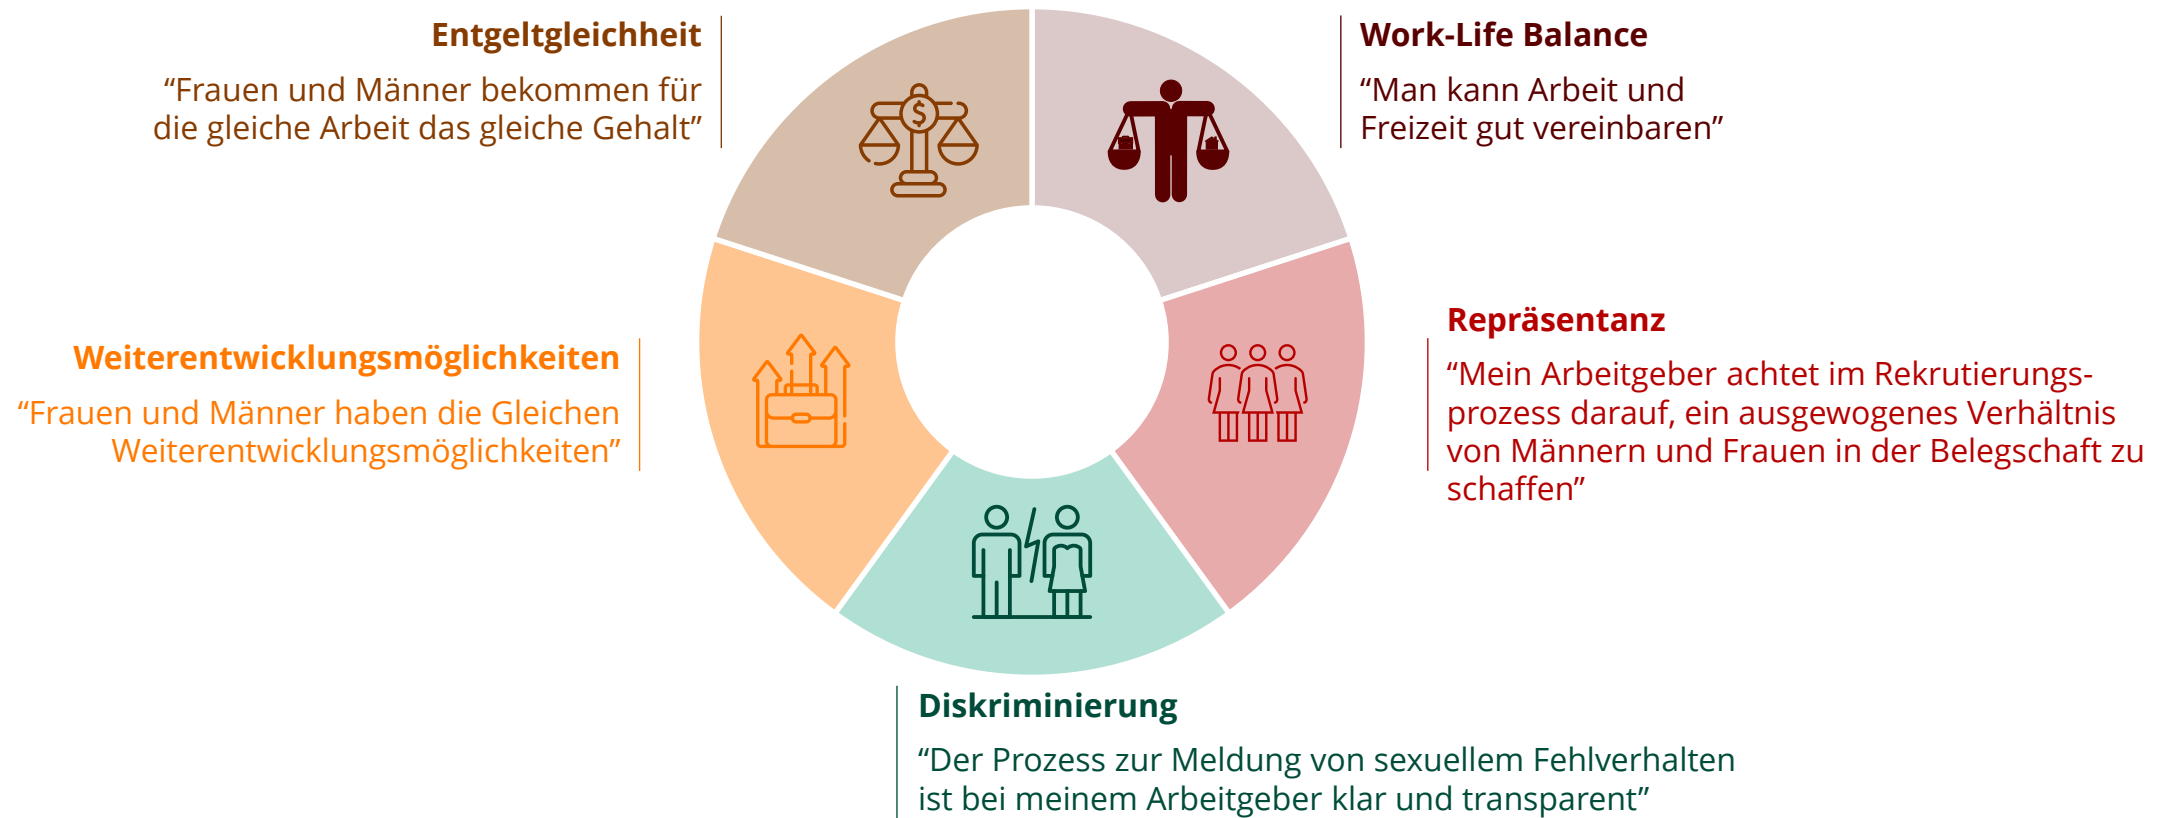 Entgeltgleichheit
“Frauen und Männer bekommen für
die gleiche Arbeit das gleiche Gehalt”
$
Work-Life Balance
“Man kann Arbeit und
Freizeit gut vereinbaren”
Weiterentwicklungsmöglichkeiten
“Frauen und Männer haben die Gleichen
Weiterentwicklungsmöglichkeiten”
Repräsentanz
“Mein Arbeitgeber achtet im Rekrutierungs-
prozess darauf, ein ausgewogenes Verhältnis
von Männern und Frauen in der Belegschaft zu
schaffen”
Diskriminierung
“Der Prozess zur Meldung von sexuellem Fehlverhalten
ist bei meinem Arbeitgeber klar und transparent”